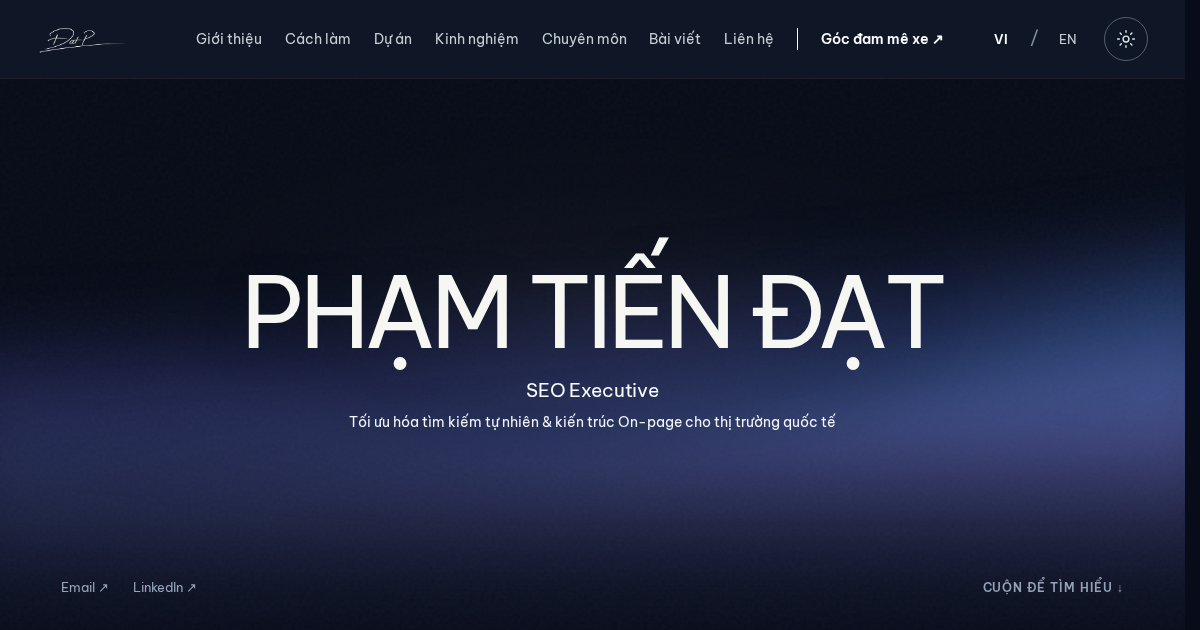 Đạt P
Giới thiệu Cách làm Dự án Kinh nghiệm Chuyên môn Bài viết Liên hệ Góc đam mê xe ↗ VI / EN
PHẠM TIẾN ĐẠT
SEO Executive
Tối ưu hóa tìm kiếm tự nhiên & kiến trúc On-page cho thị trường quốc tế
Email ↗ LinkedIn ↗ CUỘN ĐỂ TÌM HIỂU ↓